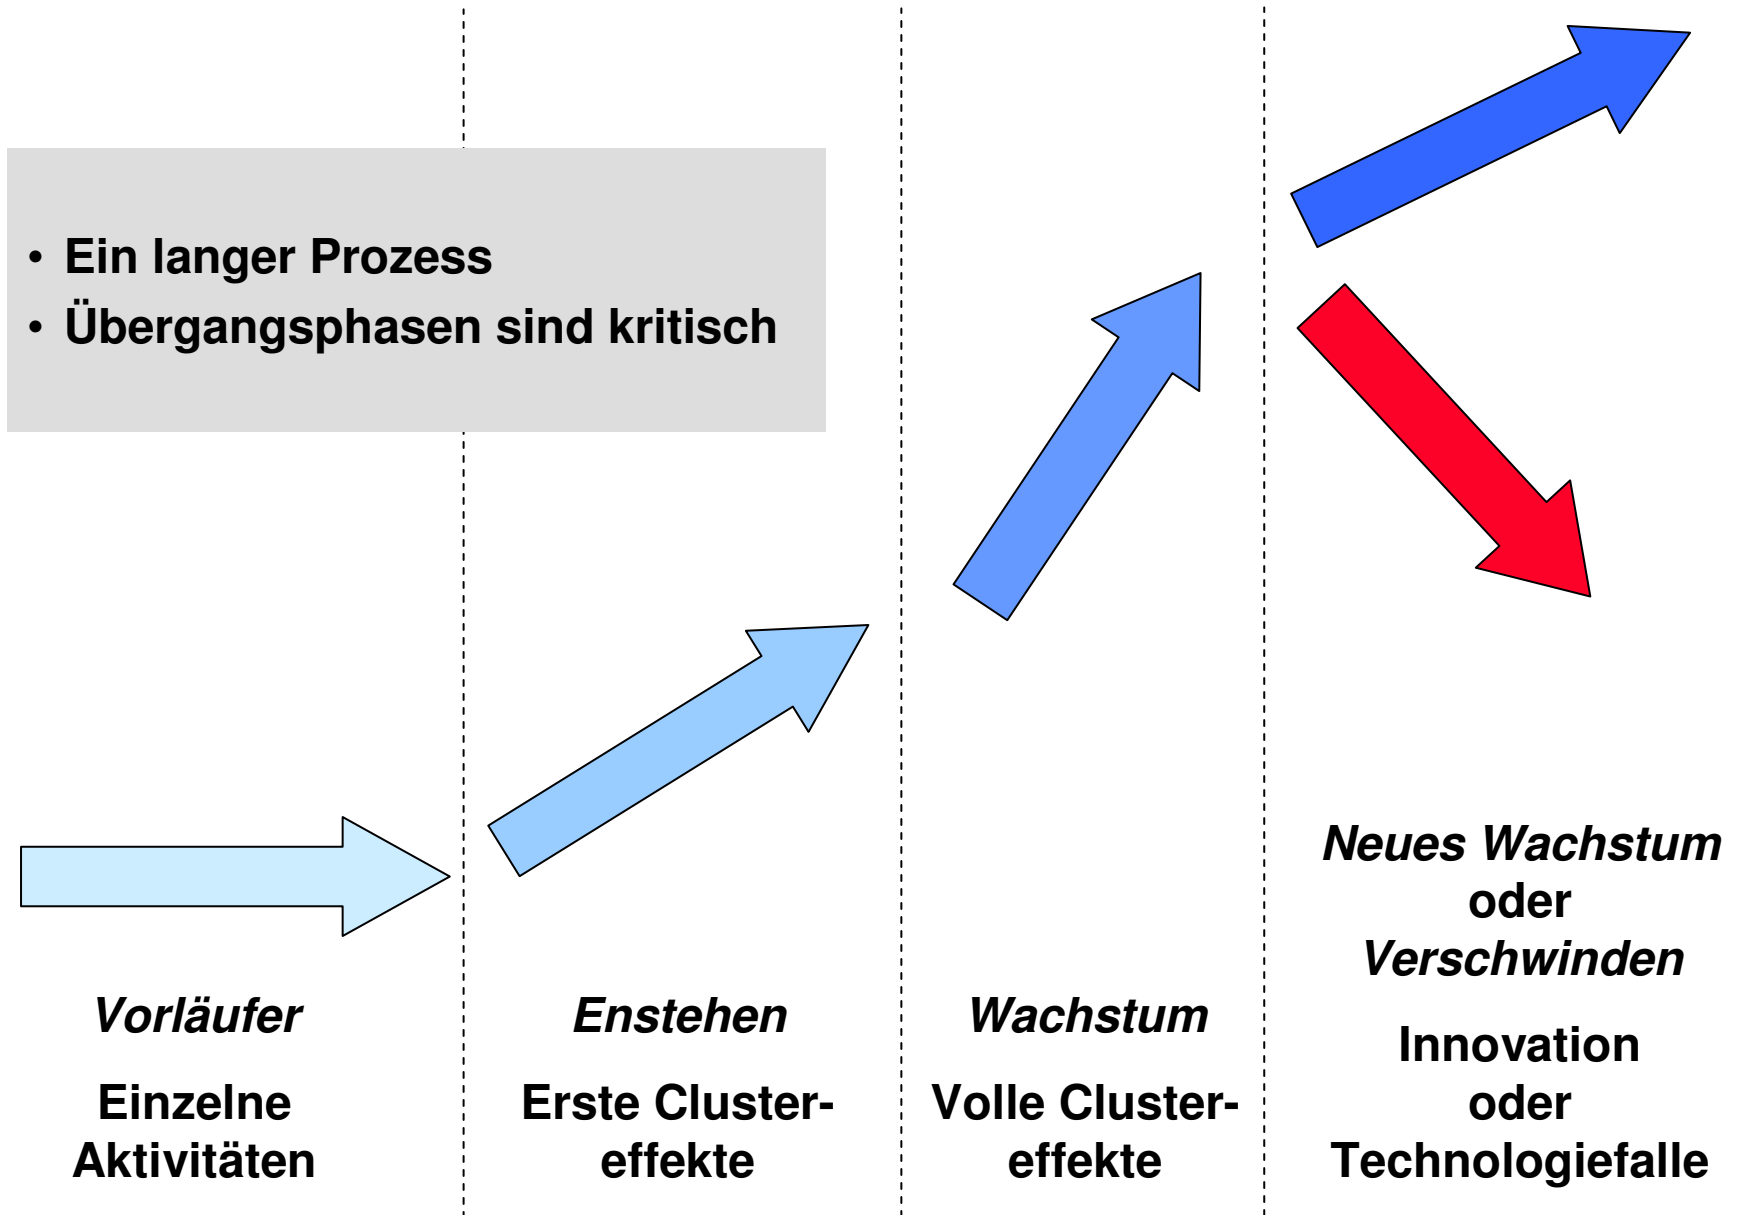 • Ein langer Prozess
• Übergangsphasen sind kritisch
Vorläufer
Einzelne
Aktivitäten
Enstehen
Erste Cluster-
effekte
Wachstum
Volle Cluster-
effekte
Neues Wachstum
oder
Verschwinden
Innovation
oder
Technologiefalle